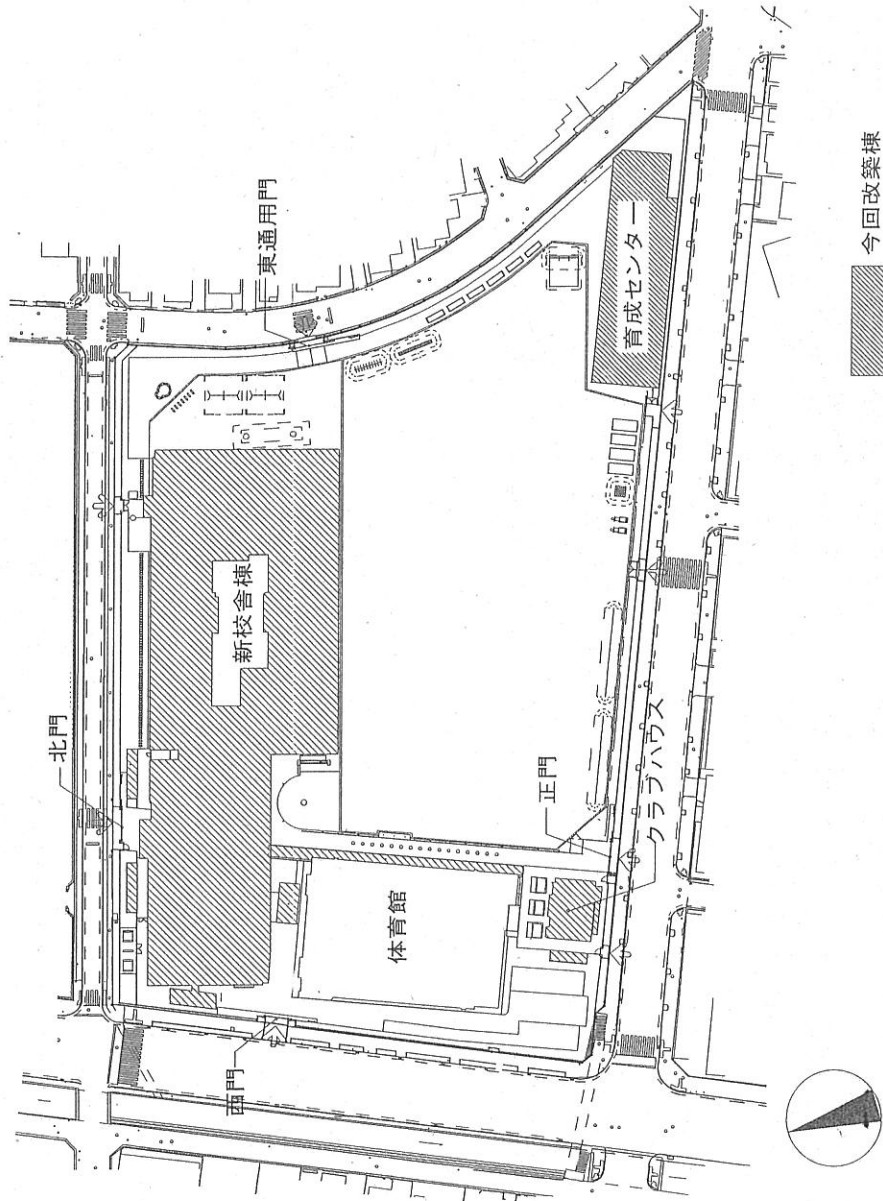 北門
東通用門
新校舎棟
育成センター
正門
クラブハウス
体育館
西門
今回改築棟